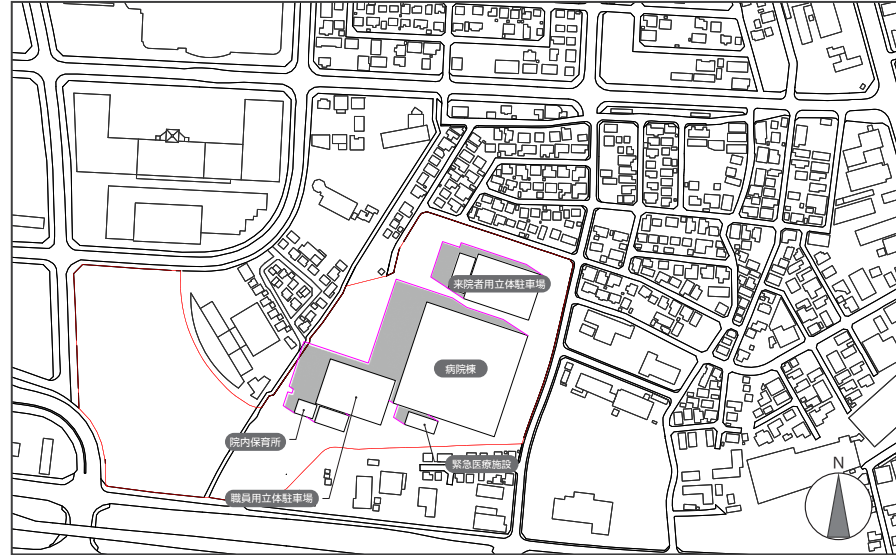 N
来院者用立体駐車場
病院棟
院内保育所
緊急医療施設
職員用立体駐車場